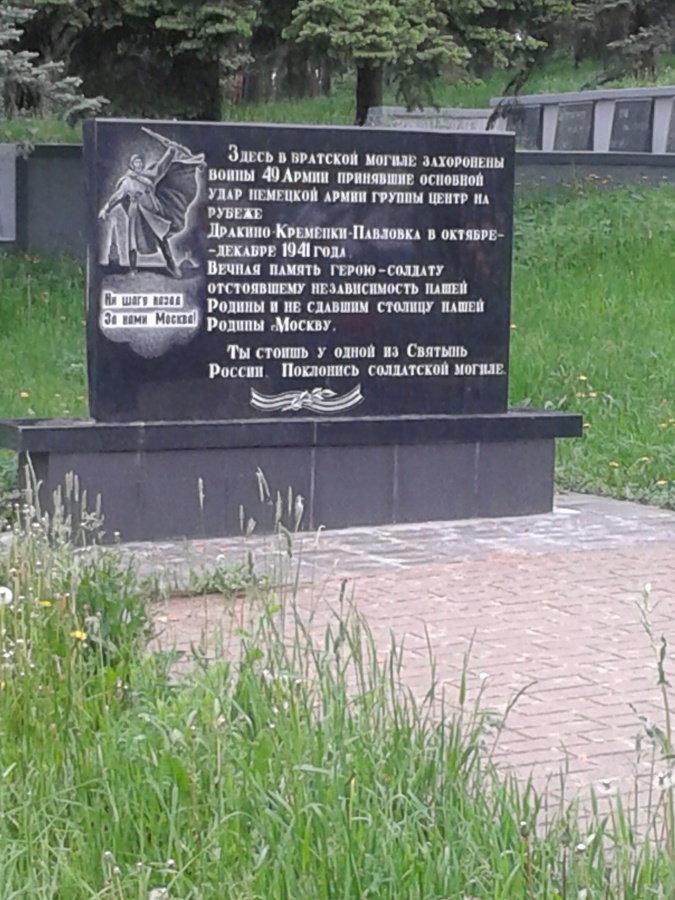 Здесь в братской могиле захоронены
воины 49 Армии принявшие основной
удар немецкой армии группы центр на
рубеже
Дракино-Кремёнки-Павловка в октябре-
-декабре 1941 года.
Вечная память герою-солдату
отстоявшему независимость нашей
Родины и не сдавшим столицу нашей
Родины Москву.
Ни шагу назад
За нами Москва!
Ты стоишь у одной из Святынь
России. Поклонись солдатской могиле.